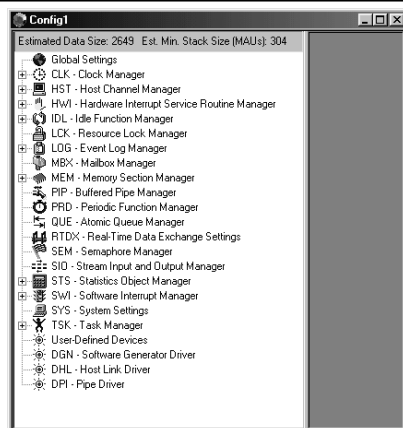 Config1
Estimated Data Size: 2649 Est. Min. Stack Size (MAUs): 304
Global Settings
CLK - Clock Manager
HST - Host Channel Manager
HWI - Hardware Interrupt Service Routine Manager
IDL - Idle Function Manager
LCK - Resource Lock Manager
LOG - Event Log Manager
MBX - Mailbox Manager
MEM - Memory Section Manager
PIP - Buffered Pipe Manager
PRD - Periodic Function Manager
QUE - Atomic Queue Manager
RTDX - Real-Time Data Exchange Settings
SEM - Semaphore Manager
SIO - Stream Input and Output Manager
STS - Statistics Object Manager
SWI - Software Interrupt Manager
SYS - System Settings
TSK - Task Manager
User-Defined Devices
DGN - Software Generator Driver
DHL - Host Link Driver
DPI - Pipe Driver